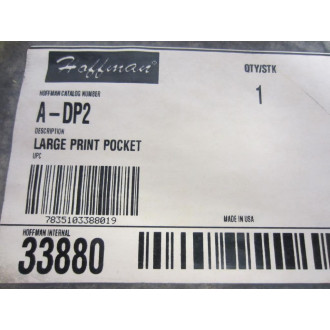 Hoffman®
QTY/STK
HOFFMAN CATALOG NUMBER
1
A-DP2
DESCRIPTION
LARGE PRINT POCKET
UPC
7835103388019
MADE IN USA
HOFFMAN INTERNAL
33880